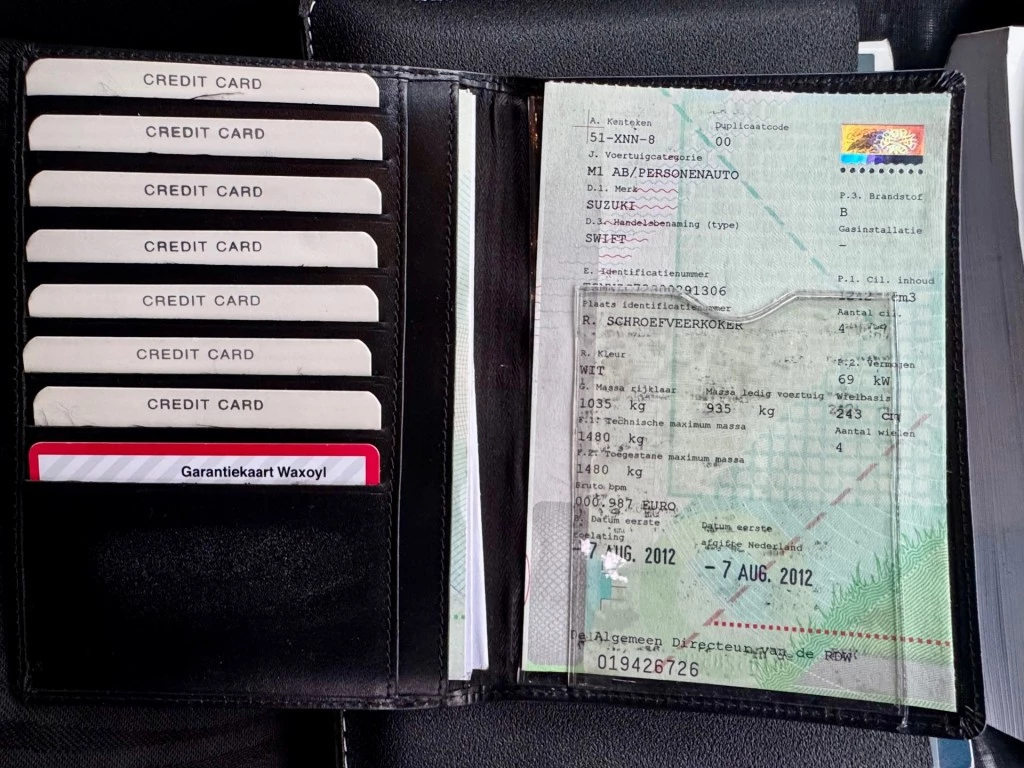 CREDIT CARD
CREDIT CARD
CREDIT CARD
CREDIT CARD
CREDIT CARD
CREDIT CARD
CREDIT CARD
Garantiekaart Waxoyl
A. Kenteken Duplicaatcode
51-XNN-8 00
J. Voertuigcategorie
M1 AB/PERSONENAUTO
D.1. Merk
SUZUKI
D.3. Handelsbenaming (type)
SWIFT
E. Identificatienummer
Plaats identificatienummer
R. SCHROEFVEERKOKER
R. Kleur
WIT
G. Massa rijklaar Massa ledig voertuig
1035 kg 935 kg
F.1. Technische maximum massa
1480 kg
F.2. Toegestane maximum massa
1480 kg
Bruto bpm
000.987 EURO
B. Datum eerste Datum eerste
toelating afgifte Nederland
- 7 AUG. 2012 - 7 AUG. 2012
De Algemeen Directeur van de RDW
019426726
P.3. Brandstof
B
Gasinstallatie
-
P.1. Cil. inhoud
cm3
Aantal cil.
4
P.2. Vermogen
69 kW
Wielbasis
243 cm
Aantal wielen
4